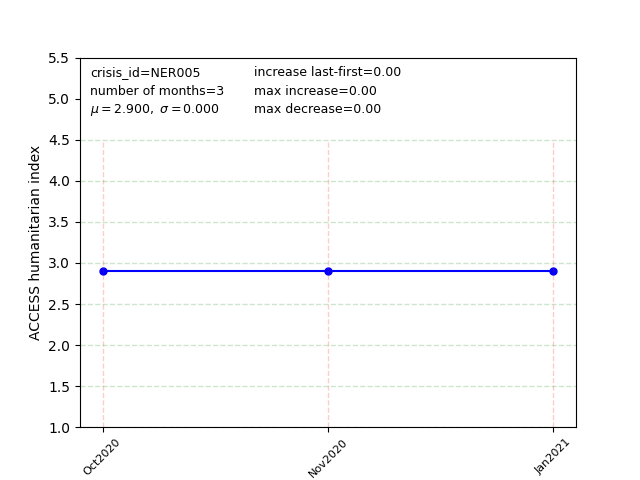 crisis_id=NER005 increase last-first=0.00
number of months=3 max increase=0.00
μ = 2.900, σ = 0.000 max decrease=0.00
ACCESS humanitarian index
5.5
5.0
4.5
4.0
3.5
3.0
2.5
2.0
1.5
1.0
Oct2020 Nov2020 Jan2021